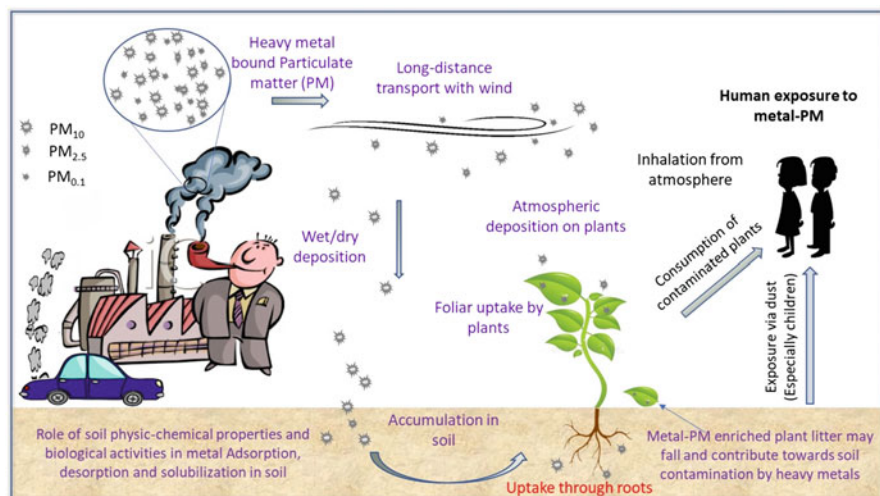 Heavy metal
bound Particulate
matter (PM)
Long-distance
transport with wind
PM10
PM2.5
PM0.1
Human exposure to
metal-PM
Inhalation from
atmosphere
Wet/dry
deposition
Atmospheric
deposition on plants
Consumption of
contaminated plants
Foliar uptake by
plants
Exposure via dust
(Especially children)
Role of soil physic-chemical properties and
biological activities in metal Adsorption,
desorption and solubilization in soil
Accumulation in
soil
Metal-PM enriched plant litter may
fall and contribute towards soil
contamination by heavy metals
Uptake through roots